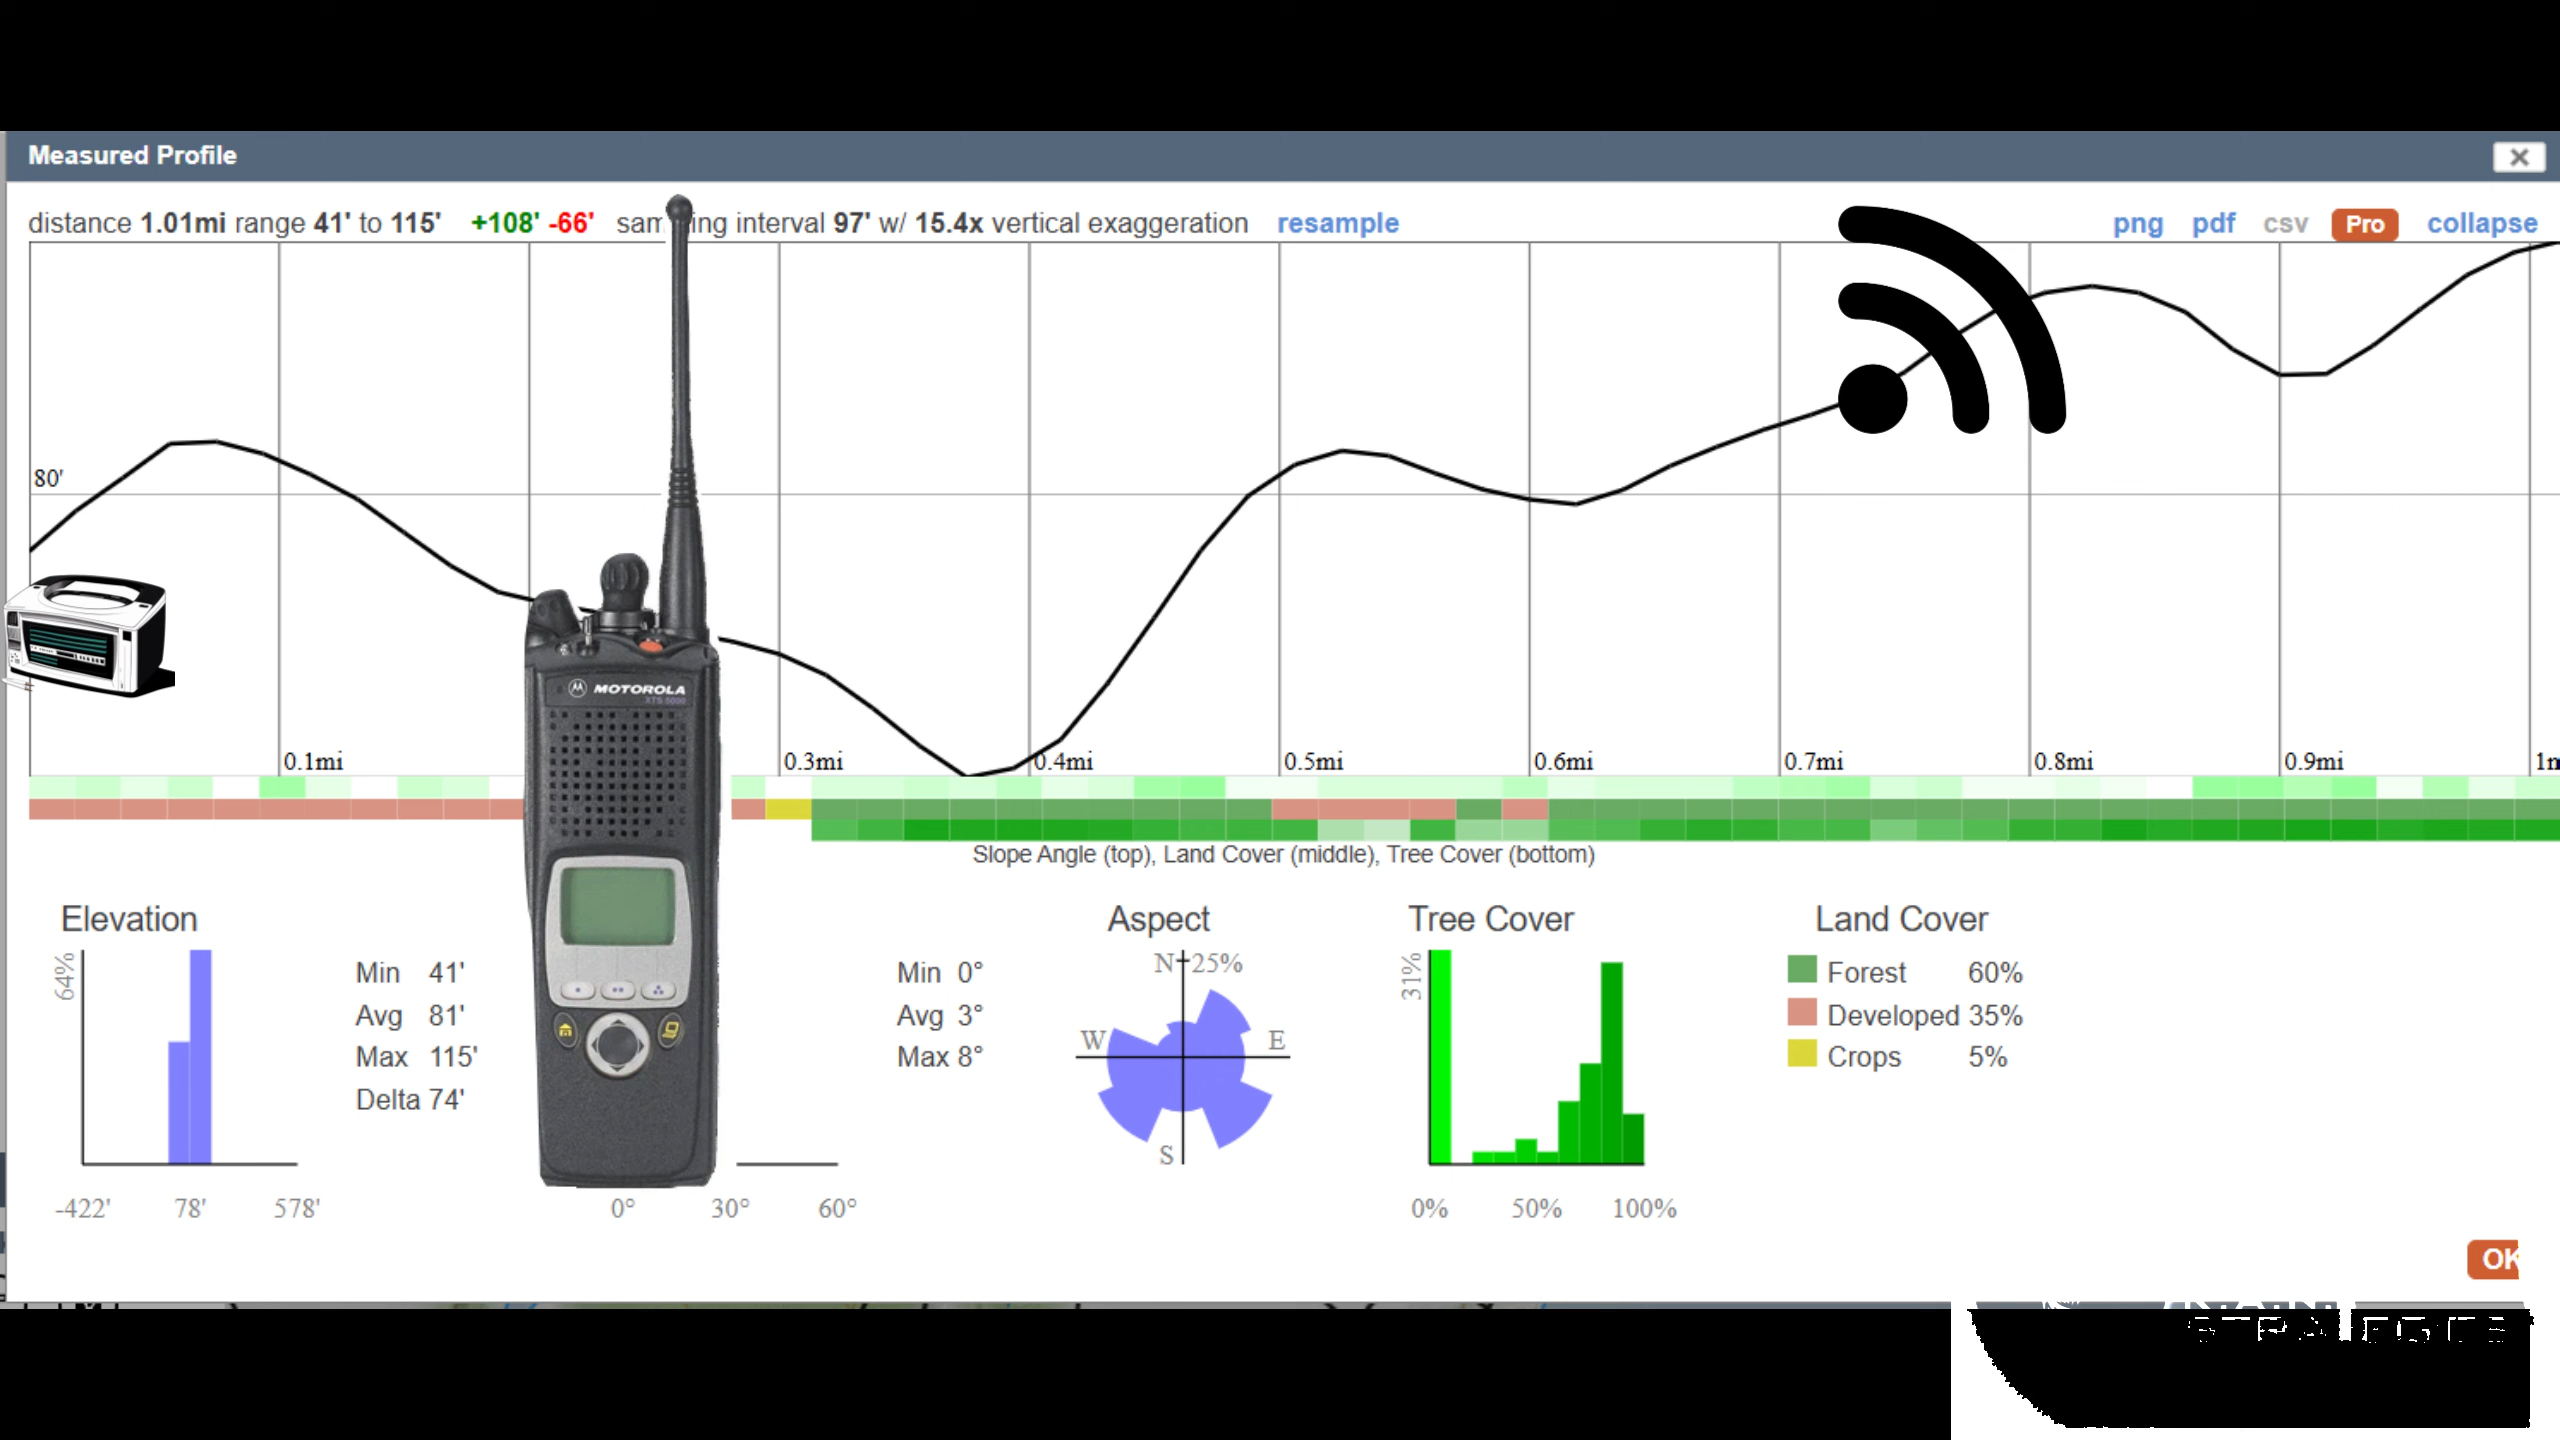 Measured Profile
distance 1.01mi range 41' to 115' +108' -66' sam ing interval 97' w/ 15.4x vertical exaggeration resample png pdf csv Pro collapse
80'
MOTOROLA
XTS 5000
0.1mi 0.3mi 0.4mi 0.5mi 0.6mi 0.7mi 0.8mi 0.9mi 1m
Slope Angle (top), Land Cover (middle), Tree Cover (bottom)
Elevation
64%
-422' 78' 578'
Min 41'
Avg 81'
Max 115'
Delta 74'
0° 30° 60°
Min 0°
Avg 3°
Max 8°
Aspect
N 25%
W E
S
Tree Cover
31%
0% 50% 100%
Land Cover
Forest 60%
Developed 35%
Crops 5%
OK